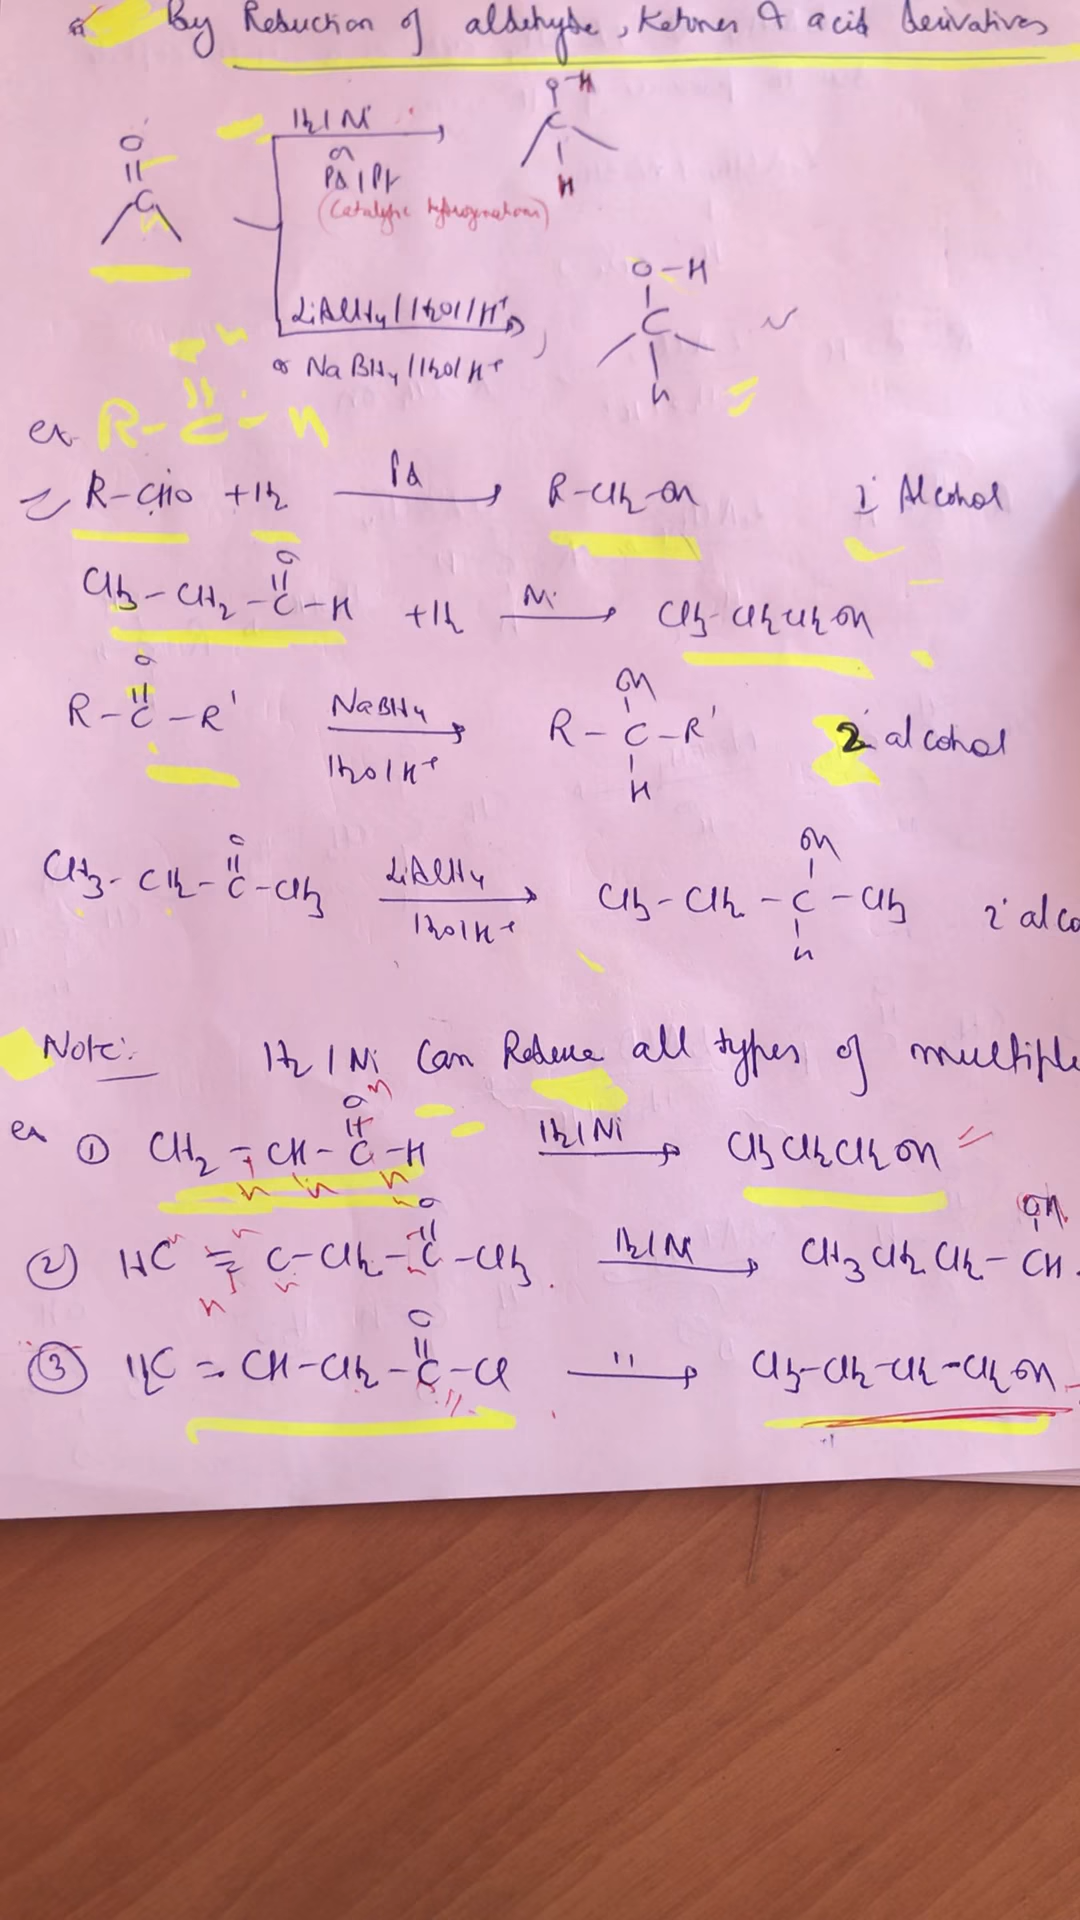 By Reduction of aldehyde, Ketones & acid derivatives
O
||
C
H2/Ni
or
Pd/Pt
(Catalytic hydrogenations)
O-H
C
H
LiAlH4/H2O/H+
or NaBH4/H2O/H+
O-H
C
H
ex R-C-H
R-CHO +H2 Pd R-CH2-OH 1° Alcohol
O
CH3-CH2-C-H +H2 Ni CH3-CH2CH2OH
O OH
R-C-R' NaBH4 R-C-R' 2° alcohol
H2O/H+ H
O OH
CH3-CH2-C-CH3 LiAlH4 CH3-CH2-C-CH3 2° alco
H2O/H+ H
Note: H2/Ni Can Reduce all types of multiple
O H
ex ① CH2=CH-C-H H2/Ni CH3CH2CH2OH
H H H
O OH
② HC≡C-CH2-C-CH3 H2/Ni CH3CH2CH2-CH
H H
O
③ H2C=CH-CH2-C-Cl " CH3-CH2-CH2-CH2OH